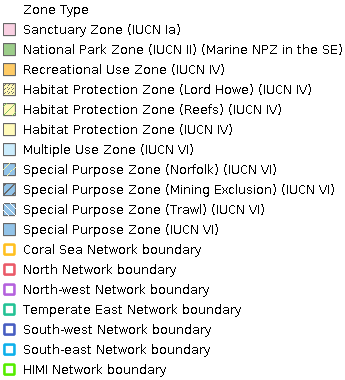 Zone Type
Sanctuary Zone (IUCN Ia)
National Park Zone (IUCN II) (Marine NPZ in the SE)
Recreational Use Zone (IUCN IV)
Habitat Protection Zone (Lord Howe) (IUCN IV)
Habitat Protection Zone (Reefs) (IUCN IV)
Habitat Protection Zone (IUCN IV)
Multiple Use Zone (IUCN VI)
Special Purpose Zone (Norfolk) (IUCN VI)
Special Purpose Zone (Mining Exclusion) (IUCN VI)
Special Purpose Zone (Trawl) (IUCN VI)
Special Purpose Zone (IUCN VI)
Coral Sea Network boundary
North Network boundary
North-west Network boundary
Temperate East Network boundary
South-west Network boundary
South-east Network boundary
HIMI Network boundary